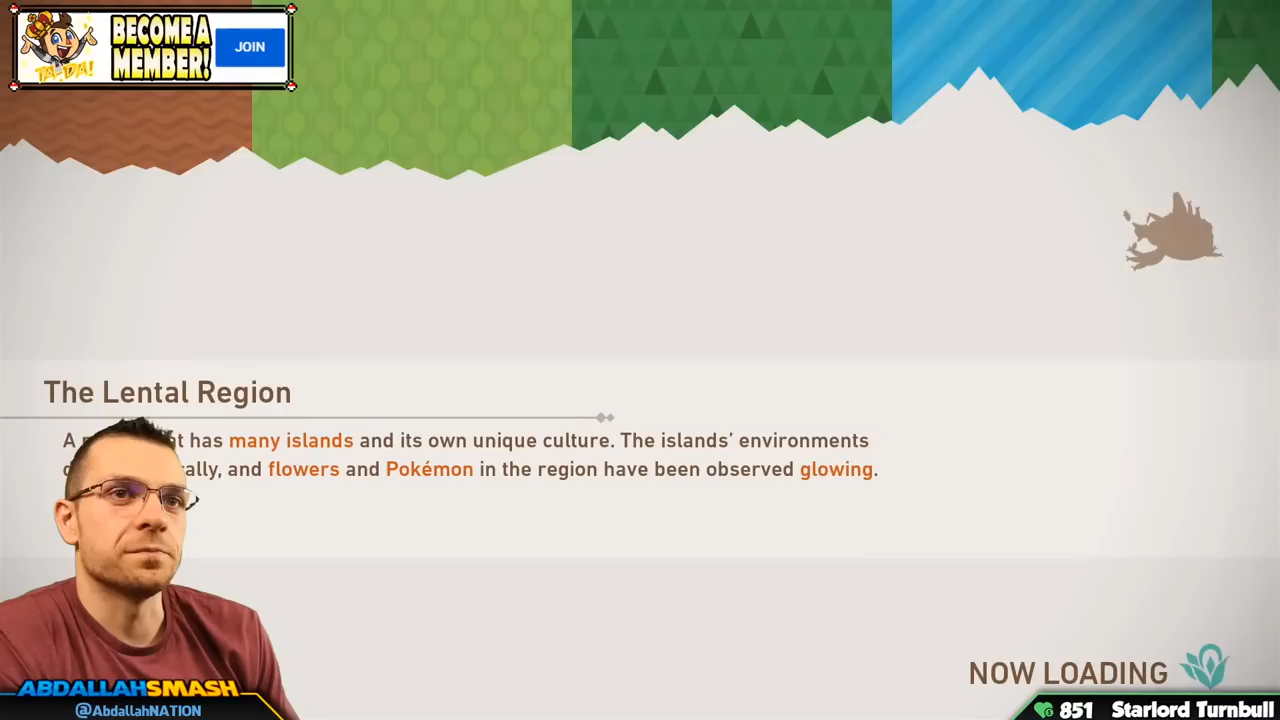 BECOME A
MEMBER!
JOIN
TA-DA!
The Lental Region
A has many islands and its own unique culture. The islands' environments
and flowers and Pokémon in the region have been observed glowing.
NOW LOADING
ABDALLAHSMASH
@AbdallahNATION
851 Starlord Turnbull